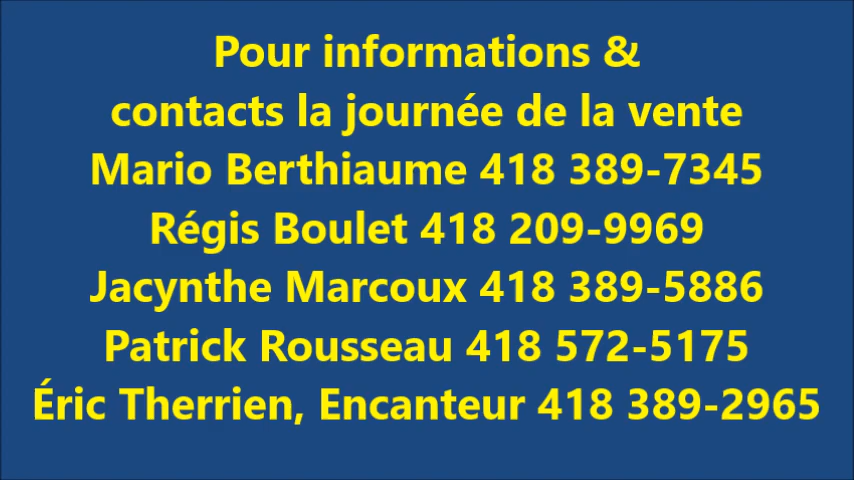 Pour informations &
contacts la journée de la vente
Mario Berthiaume 418 389-7345
Régis Boulet 418 209-9969
Jacynthe Marcoux 418 389-5886
Patrick Rousseau 418 572-5175
Éric Therrien, Encanteur 418 389-2965